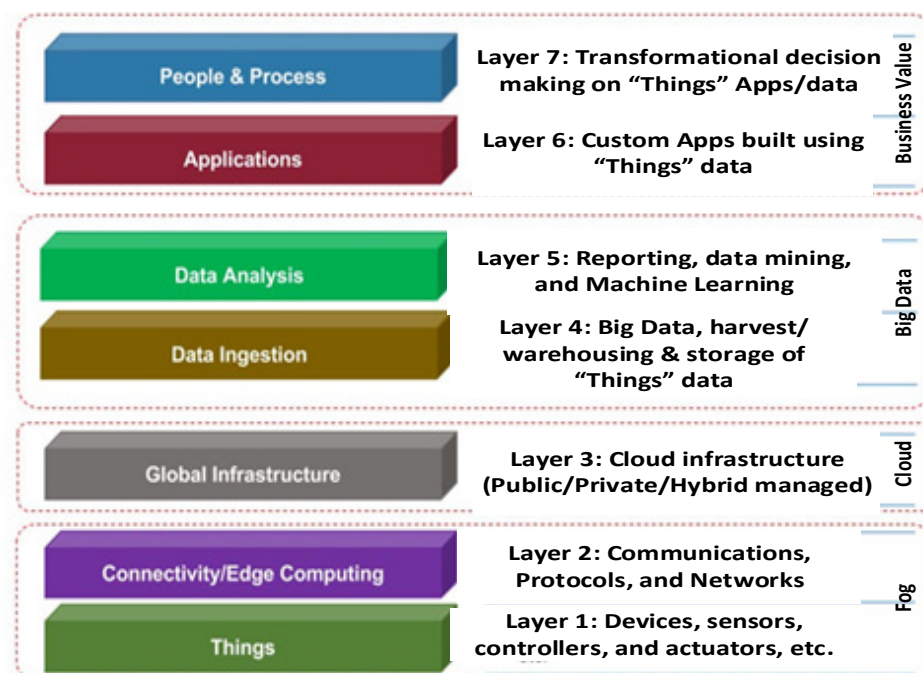 People & Process
Layer 7: Transformational decision
making on “Things” Apps/data
Applications
Layer 6: Custom Apps built using
“Things” data
Business Value
Data Analysis
Layer 5: Reporting, data mining,
and Machine Learning
Data Ingestion
Layer 4: Big Data, harvest/
warehousing & storage of
“Things” data
Big Data
Global Infrastructure
Layer 3: Cloud infrastructure
(Public/Private/Hybrid managed)
Cloud
Connectivity/Edge Computing
Layer 2: Communications,
Protocols, and Networks
Things
Layer 1: Devices, sensors,
controllers, and actuators, etc.
Fog